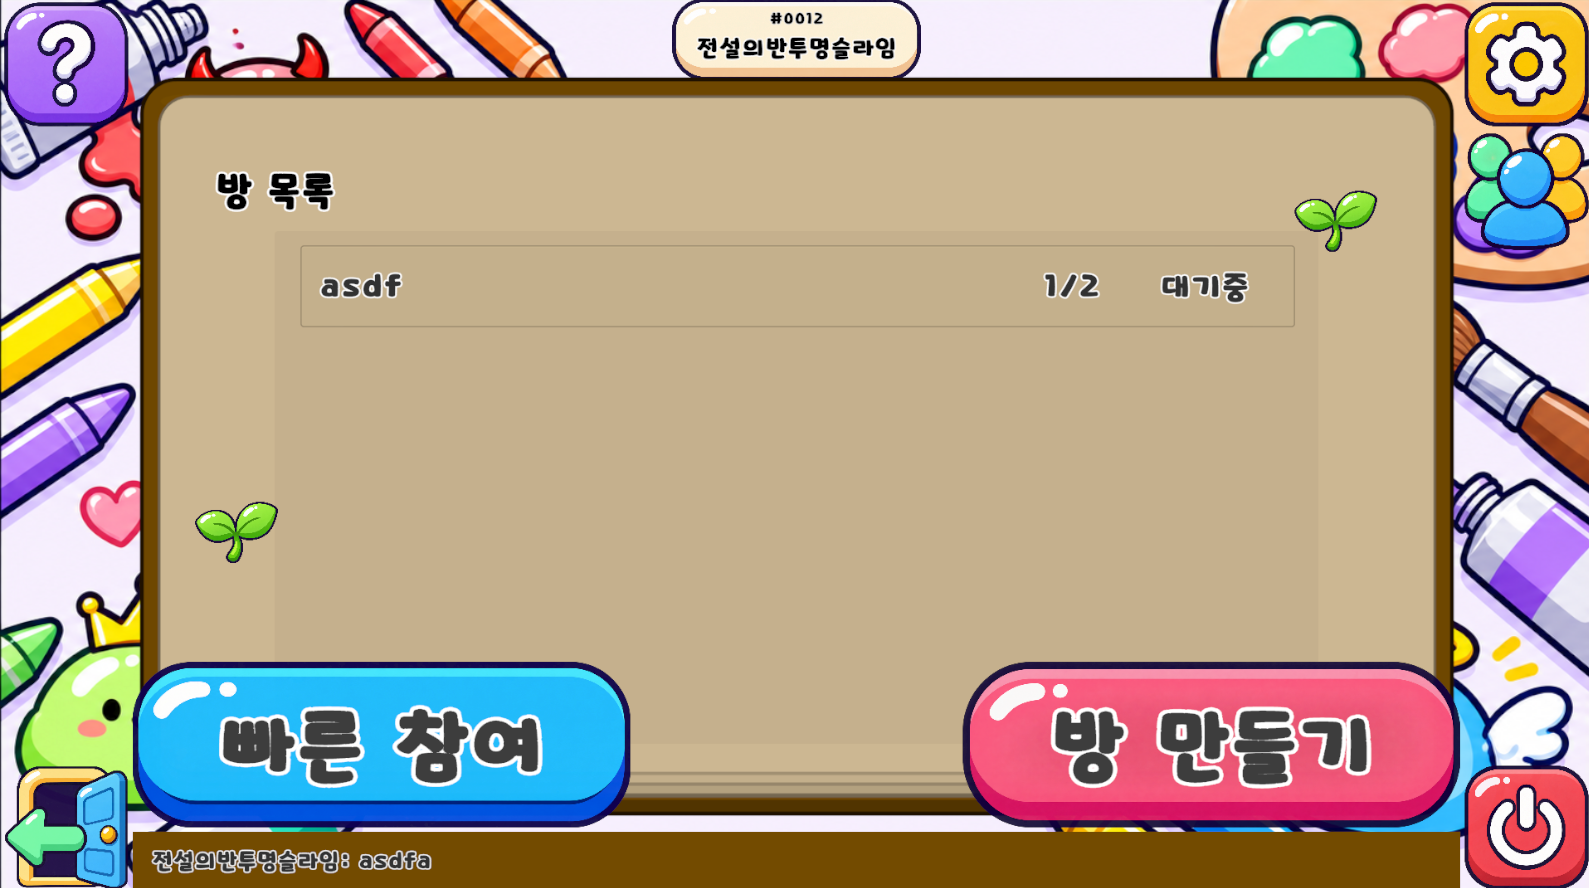 #0012
전설의반투명슬라임
방 목록
asdf 1/2 대기중
빠른 참여
방 만들기
전설의반투명슬라임: asdfa